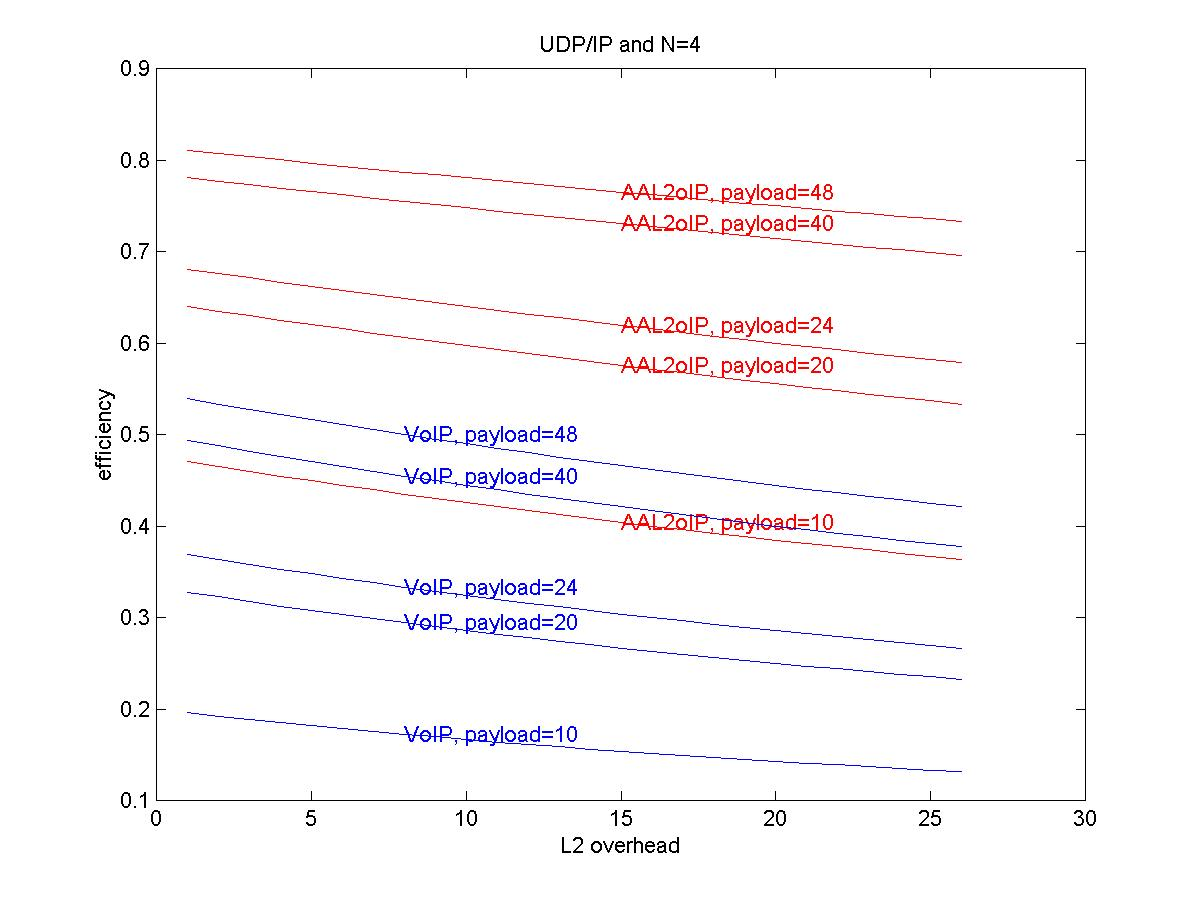 UDP/IP and N=4
0.9
0.8
0.7
0.6
0.5
0.4
0.3
0.2
0.1
efficiency
AAL2oIP, payload=48
AAL2oIP, payload=40
AAL2oIP, payload=24
AAL2oIP, payload=20
VoIP, payload=48
VoIP, payload=40
AAL2oIP, payload=10
VoIP, payload=24
VoIP, payload=20
VoIP, payload=10
0 5 10 15 20 25 30
L2 overhead